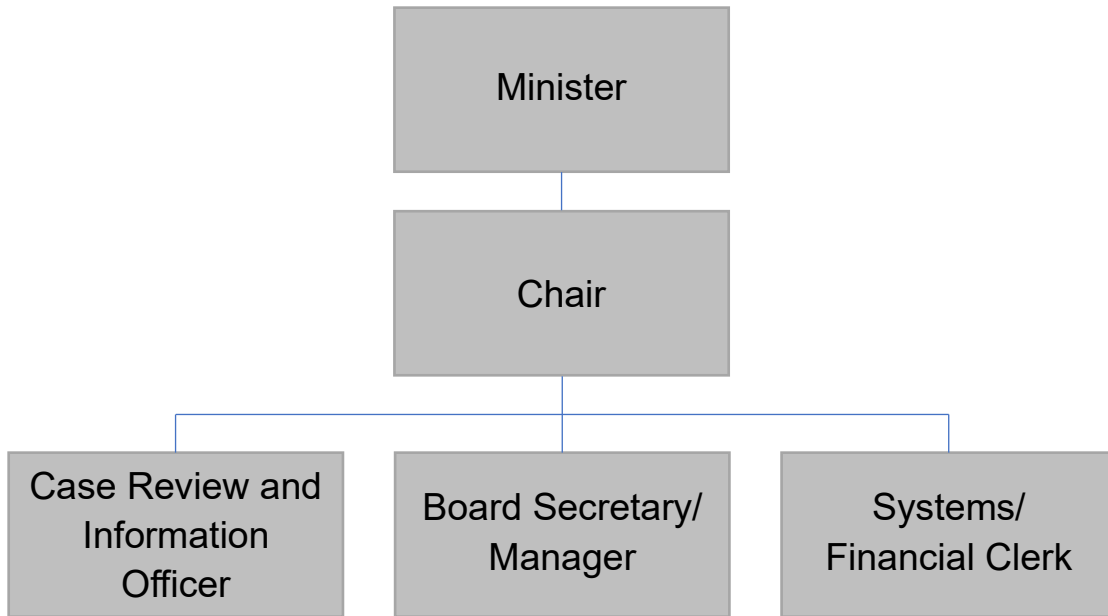 Minister
Chair
Case Review and
Information
Officer
Board Secretary/
Manager
Systems/
Financial Clerk